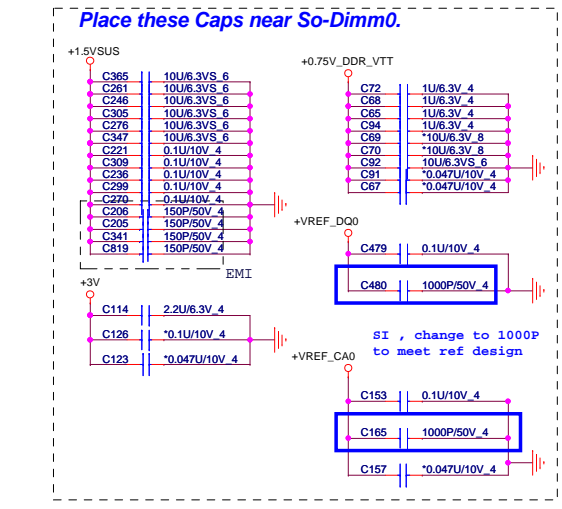 Place these Caps near So-Dimm0.
+1.5VSUS
C365 10U/6.3VS_6
C261 10U/6.3VS_6
C246 10U/6.3VS_6
C305 10U/6.3VS_6
C276 10U/6.3VS_6
C347 10U/6.3VS_6
C221 0.1U/10V_4
C309 0.1U/10V_4
C236 0.1U/10V_4
C299 0.1U/10V_4
C270 0.1U/10V_4
C206 150P/50V_4
C205 150P/50V_4
C341 150P/50V_4
C819 150P/50V_4
EMI
+3V
C114 2.2U/6.3V_4
C126 *0.1U/10V_4
C123 *0.047U/10V_4
+0.75V_DDR_VTT
C72 1U/6.3V_4
C68 1U/6.3V_4
C65 1U/6.3V_4
C94 1U/6.3V_4
C69 *10U/6.3V_8
C70 *10U/6.3V_8
C92 10U/6.3VS_6
C91 *0.047U/10V_4
C67 *0.047U/10V_4
+VREF_DQ0
C479 0.1U/10V_4
C480 1000P/50V_4
SI , change to 1000P
to meet ref design
+VREF_CA0
C153 0.1U/10V_4
C165 1000P/50V_4
C157 *0.047U/10V_4